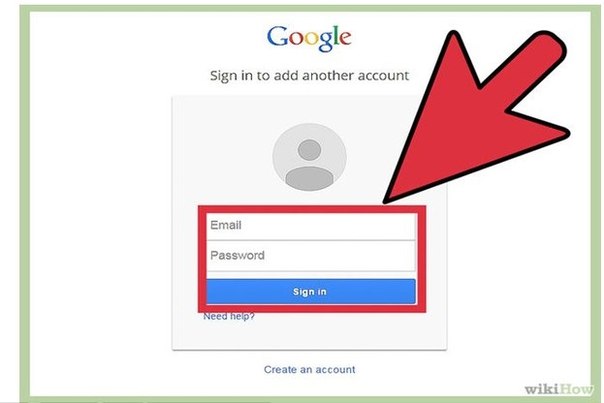 Google
Sign in to add another account
Email
Password
Sign in
Need help?
Create an account
wikiHow